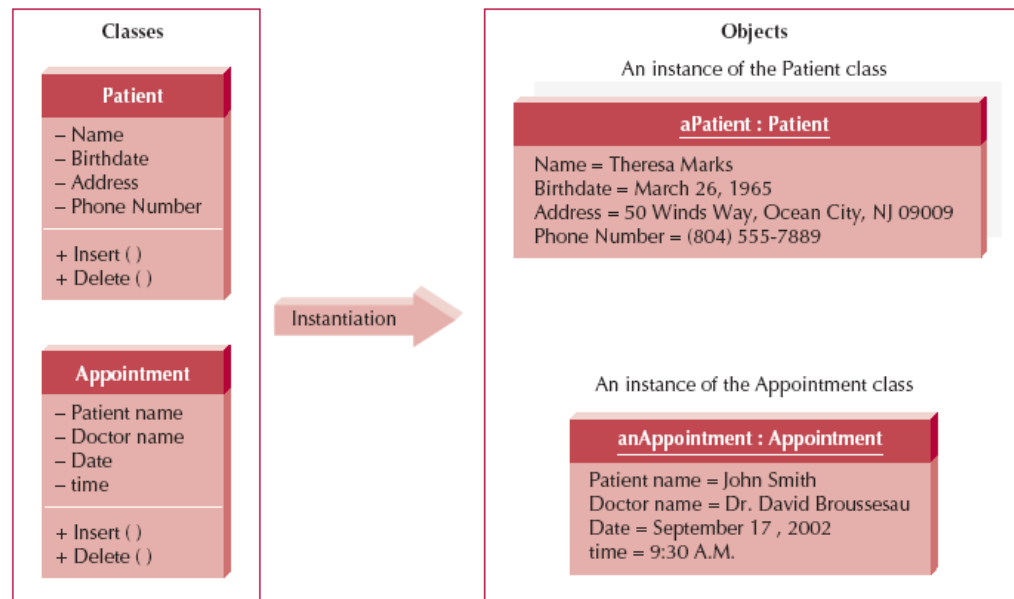 Classes
Patient
– Name
– Birthdate
– Address
– Phone Number
+ Insert ( )
+ Delete ( )
Appointment
– Patient name
– Doctor name
– Date
– time
+ Insert ( )
+ Delete ( )
Instantiation
Objects
An instance of the Patient class
aPatient : Patient
Name = Theresa Marks
Birthdate = March 26, 1965
Address = 50 Winds Way, Ocean City, NJ 09009
Phone Number = (804) 555-7889
An instance of the Appointment class
anAppointment : Appointment
Patient name = John Smith
Doctor name = Dr. David Broussesau
Date = September 17 , 2002
time = 9:30 A.M.